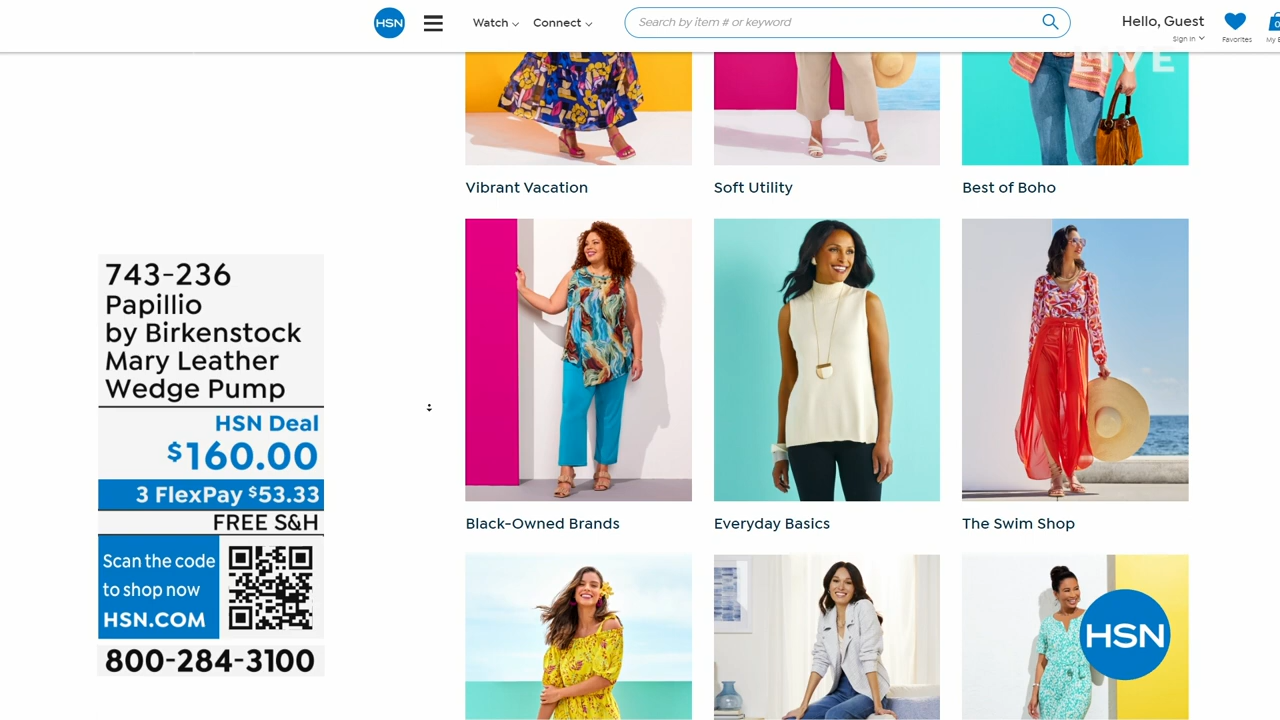 HSN
Watch
Connect
Search by item # or keyword
Hello, Guest
Sign In
Favorites
0
LIVE
Vibrant Vacation
Soft Utility
Best of Boho
743-236
Papillio
by Birkenstock
Mary Leather
Wedge Pump
HSN Deal
$160.00
3 FlexPay $53.33
FREE S&H
Scan the code
to shop now
HSN.COM
800-284-3100
Black-Owned Brands
Everyday Basics
The Swim Shop
HSN